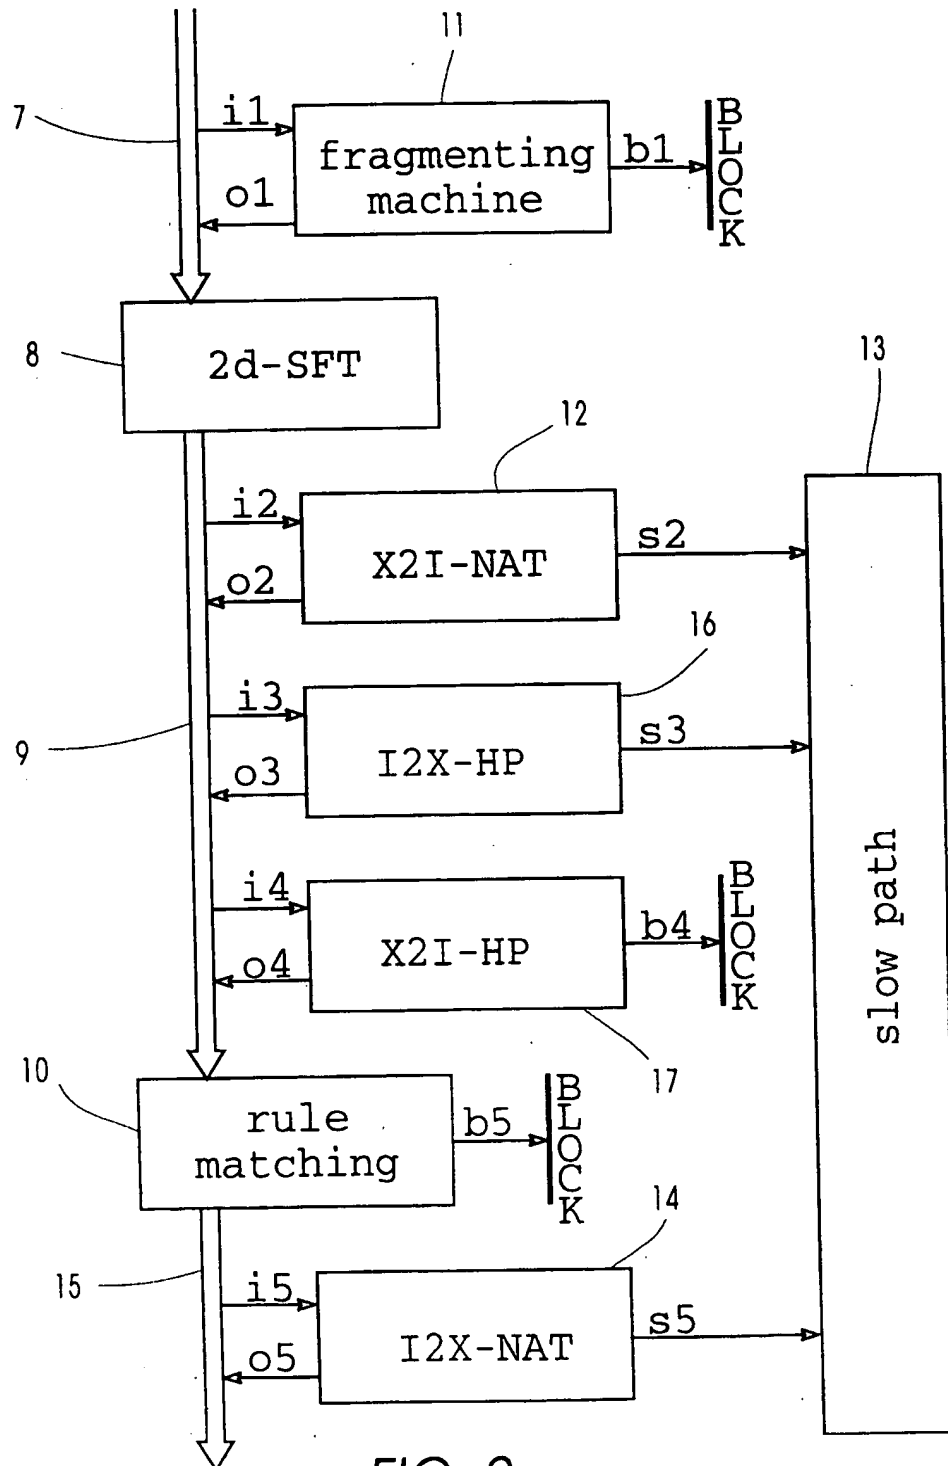 11
7
i1
fragmenting
machine
b1
BLOCK
o1
8
2d-SFT
13
12
i2
X2I-NAT
s2
o2
16
i3
9
I2X-HP
s3
o3
i4
X2I-HP
b4
BLOCK
o4
slow path
10
17
rule
matching
b5
BLOCK
14
15
i5
I2X-NAT
s5
o5